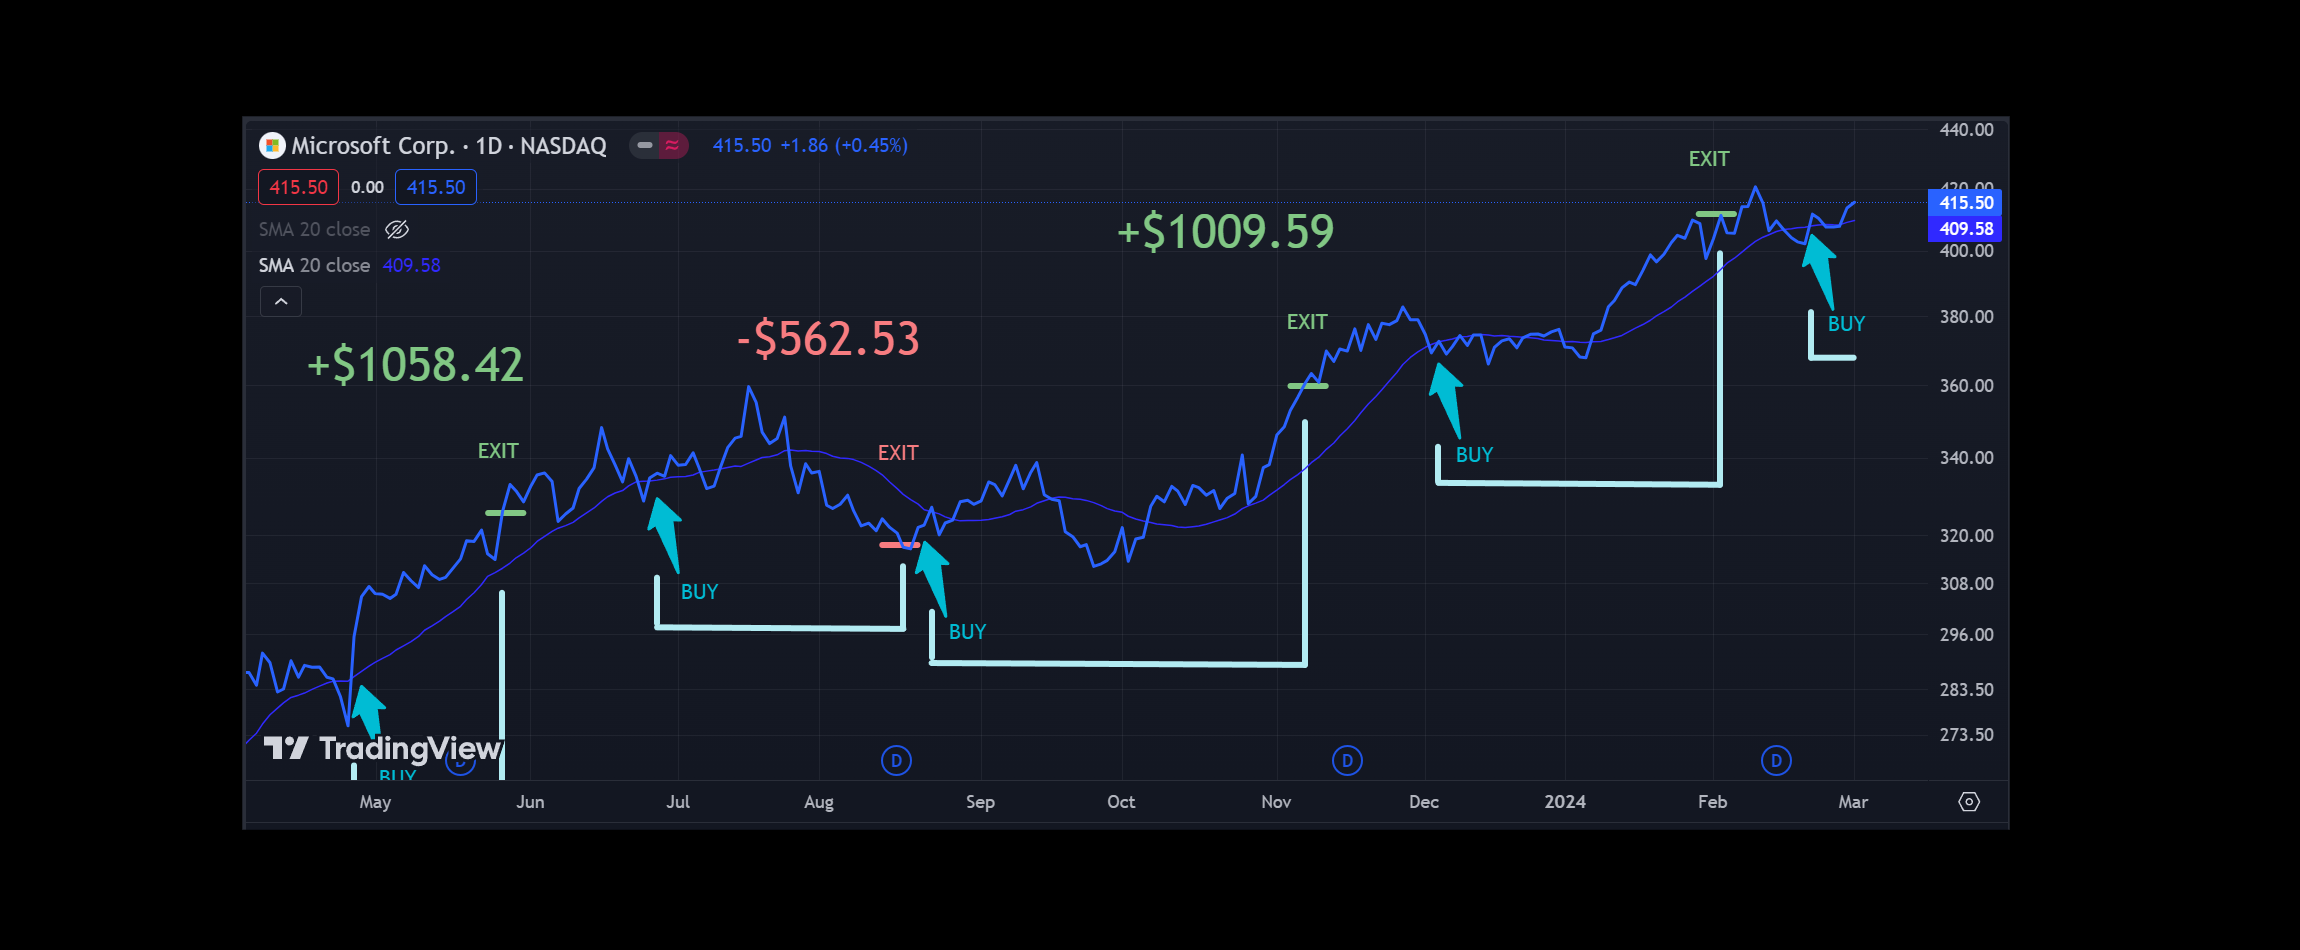 Microsoft Corp. · 1D · NASDAQ 415.50 +1.86 (+0.45%)
415.50 0.00 415.50
SMA 20 close
SMA 20 close 409.58
+$1058.42
-$562.53
+$1009.59
EXIT
EXIT
EXIT
EXIT
BUY
BUY
BUY
BUY
BUY
440.00
420.00
415.50
409.58
400.00
380.00
360.00
340.00
320.00
308.00
296.00
283.50
273.50
TradingView
D D D D
May Jun Jul Aug Sep Oct Nov Dec 2024 Feb Mar